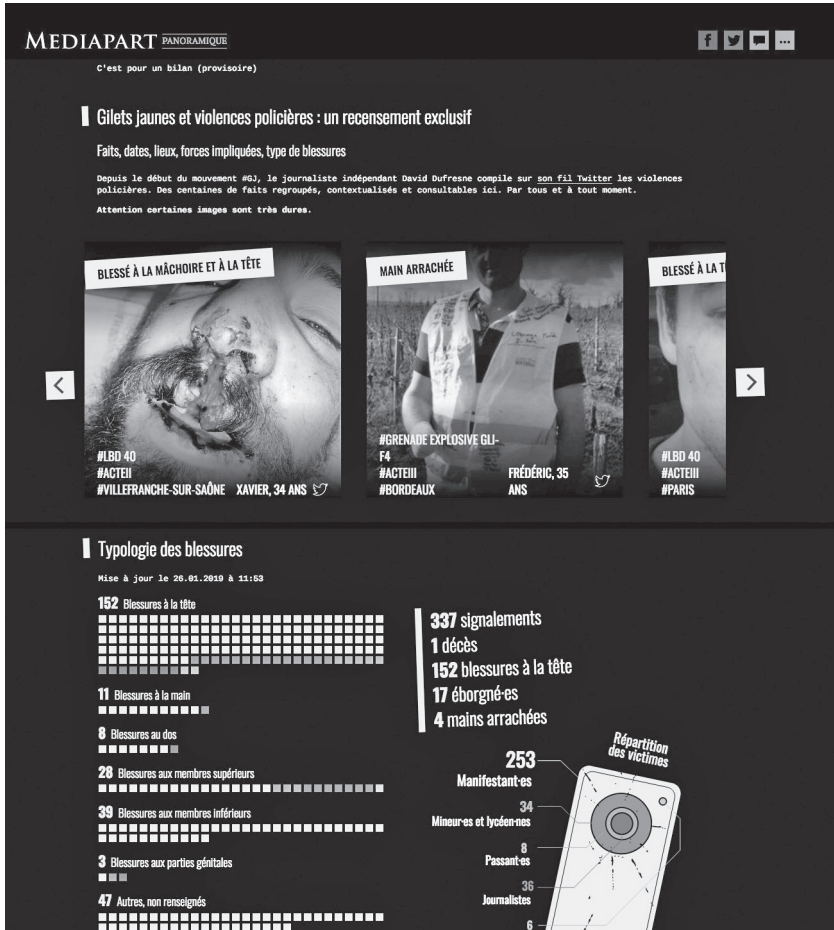 MEDIAPART PANORAMIQUE
C'est pour un bilan (provisoire)
Gilets jaunes et violences policières : un recensement exclusif
Faits, dates, lieux, forces impliquées, type de blessures
Depuis le début du mouvement #GJ, le journaliste indépendant David Dufresne compile sur son fil Twitter les violences
policières. Des centaines de faits regroupés, contextualisés et consultables ici. Par tous et à tout moment.
Attention certaines images sont très dures.
BLESSÉ À LA MÂCHOIRE ET À LA TÊTE
#LBD 40
#ACTEII
#VILLEFRANCHE-SUR-SAÔNE XAVIER, 34 ANS
MAIN ARRACHÉE
#GRENADE EXPLOSIVE GLI-
F4
#ACTEIII
#BORDEAUX
FRÉDÉRIC, 35
ANS
BLESSÉ À LA T
#LBD 40
#ACTEIII
#PARIS
Typologie des blessures
Mise à jour le 26.01.2019 à 11:53
152 Blessures à la tête
11 Blessures à la main
8 Blessures au dos
28 Blessures aux membres supérieurs
39 Blessures aux membres inférieurs
3 Blessures aux parties génitales
47 Autres, non renseignés
337 signalements
1 décès
152 blessures à la tête
17 éborgné·es
4 mains arrachées
Répartition
des victimes
253
Manifestant·es
34
Mineur·es et lycéen·nes
8
Passant·es
36
Journalistes
6